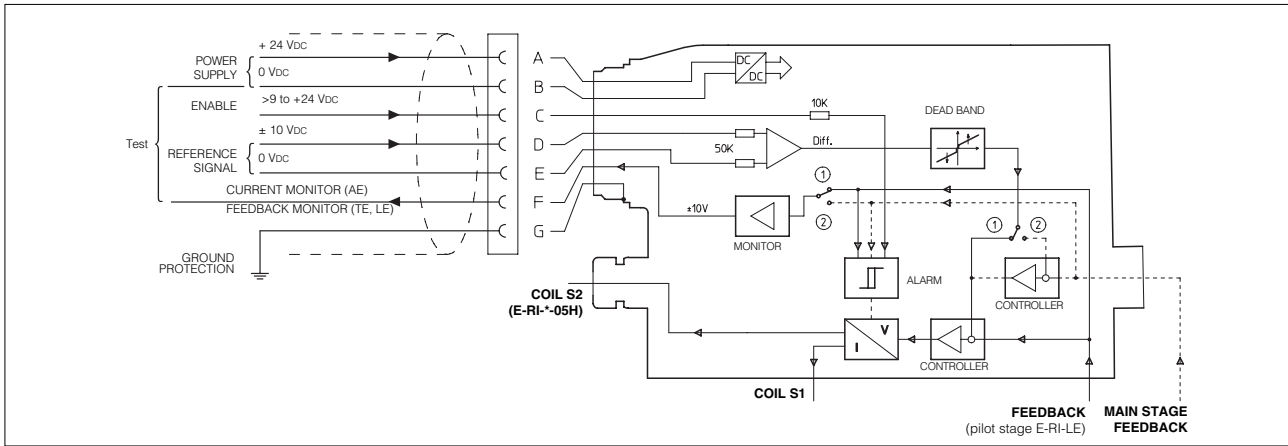 + 24 VDC
POWER
SUPPLY
0 VDC
ENABLE
>9 to +24 VDC
Test
± 10 VDC
REFERENCE
SIGNAL
0 VDC
CURRENT MONITOR (AE)
FEEDBACK MONITOR (TE, LE)
GROUND
PROTECTION
A
B
C
D
E
F
G
DC
DC
10K
DEAD BAND
50K
Diff.
1
2
±10V
MONITOR
1
2
ALARM
CONTROLLER
COIL S2
(E-RI-*-05H)
V
I
CONTROLLER
COIL S1
FEEDBACK
(pilot stage E-RI-LE)
MAIN STAGE
FEEDBACK